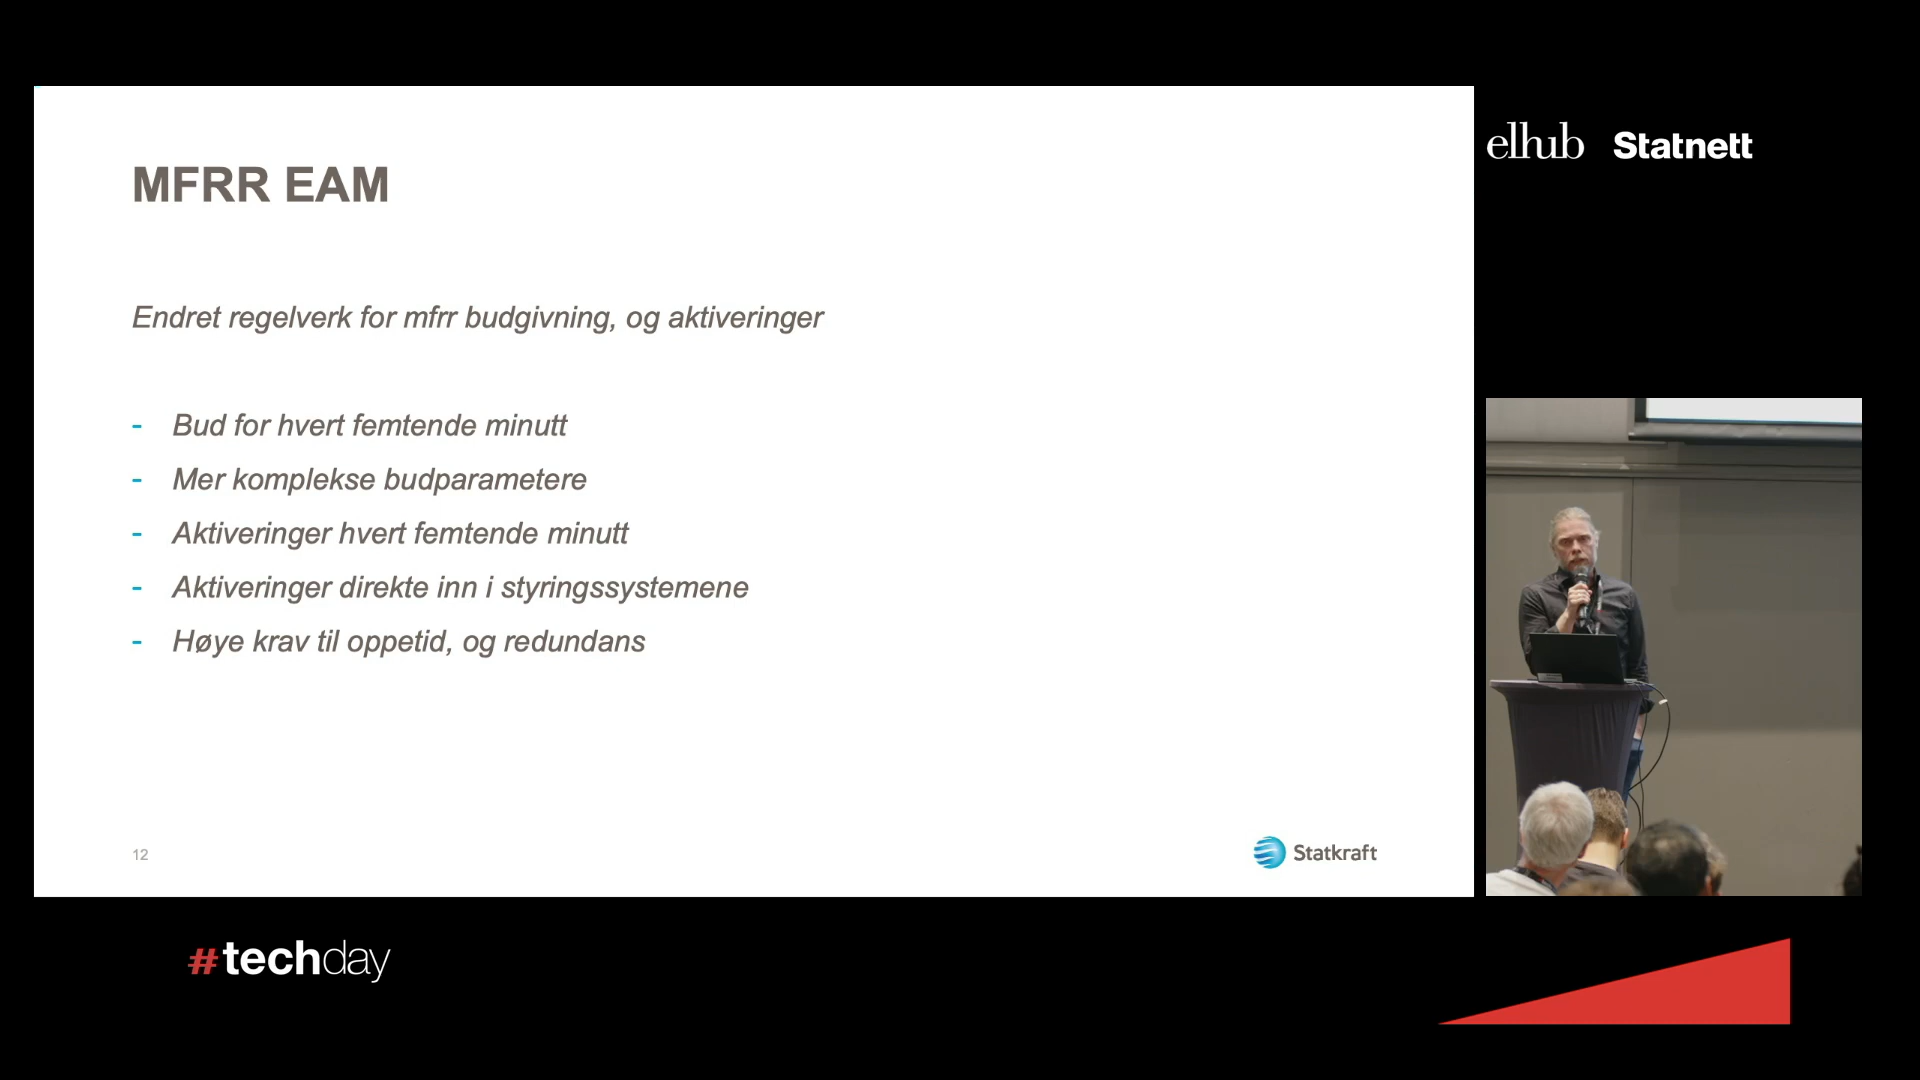 MFRR EAM
Endret regelverk for mfrr budgivning, og aktiveringer
- Bud for hvert femtende minutt
- Mer komplekse budparametere
- Aktiveringer hvert femtende minutt
- Aktiveringer direkte inn i styringssystemene
- Høye krav til oppetid, og redundans
12
Statkraft
elhub Statnett
#techday